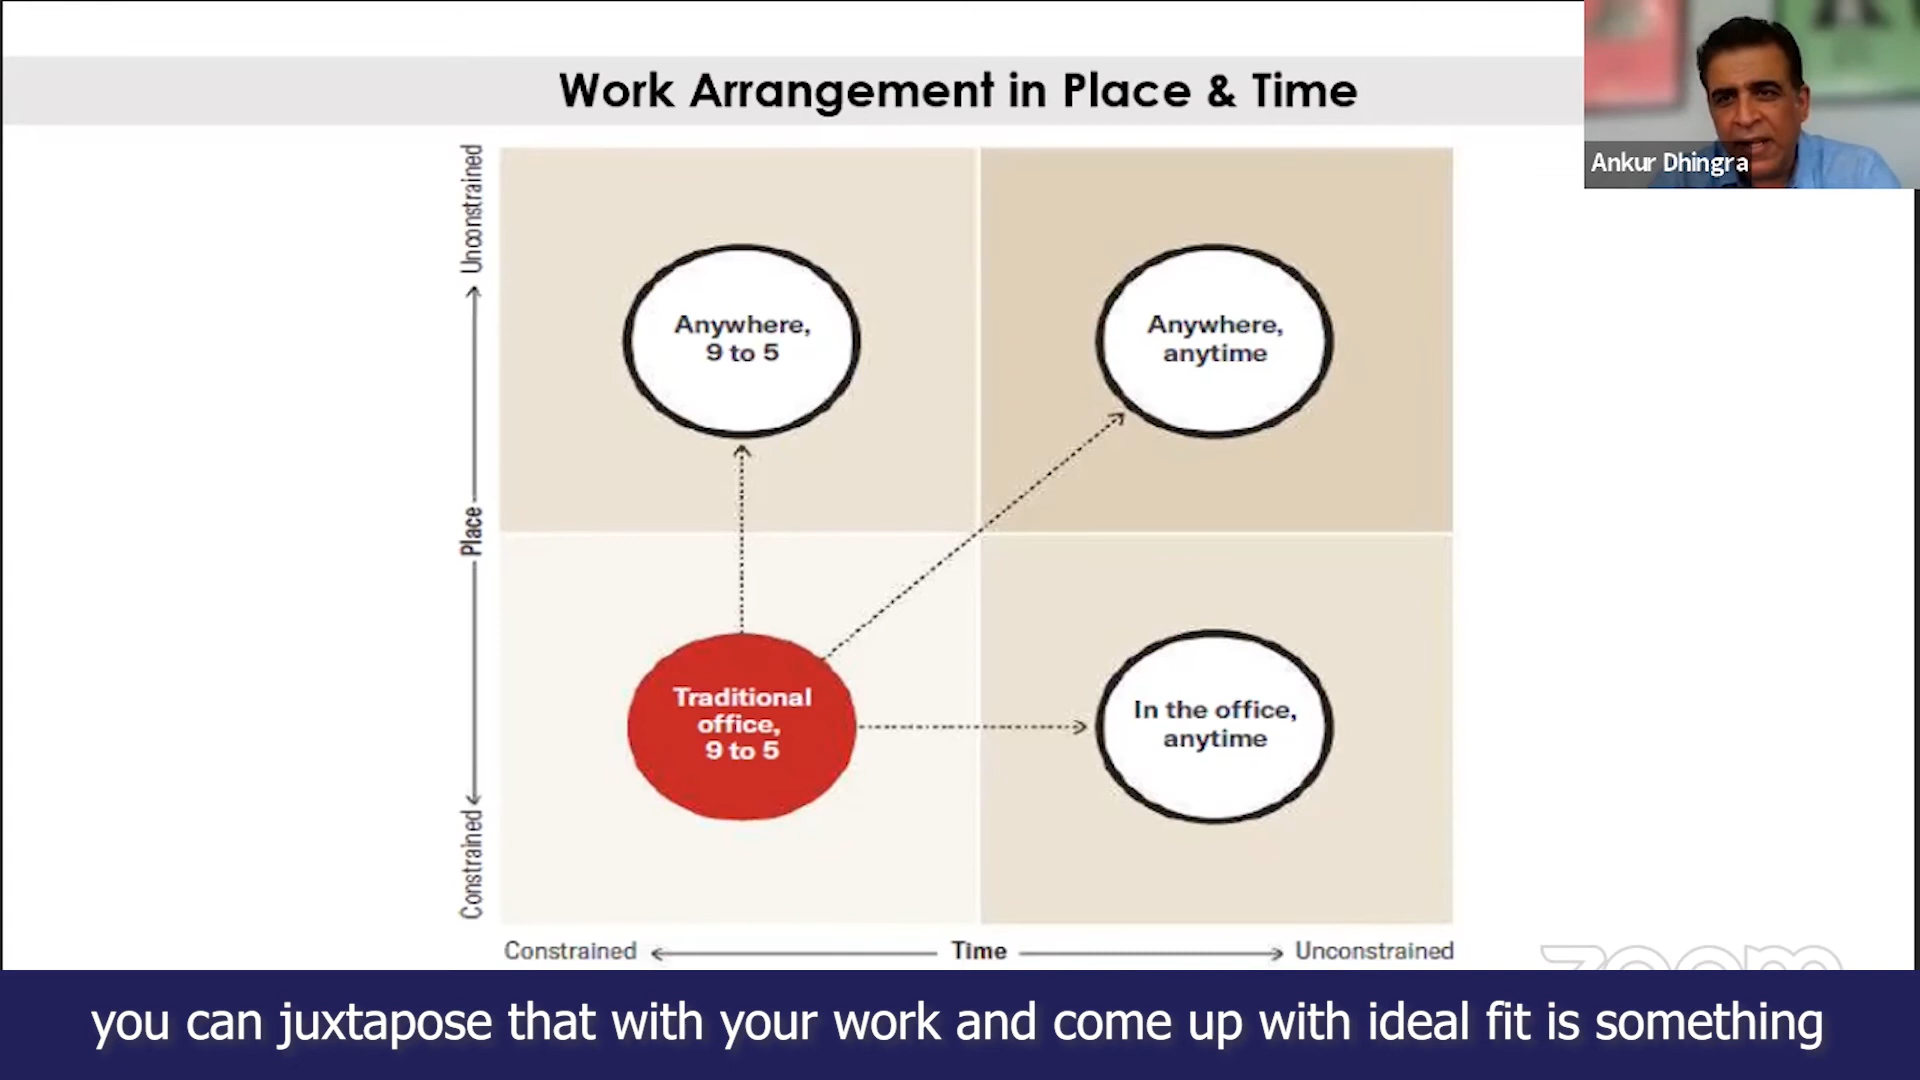 Work Arrangement in Place & Time
Ankur Dhingra
Unconstrained
Place
Constrained
Anywhere,
9 to 5
Anywhere,
anytime
Traditional
office,
9 to 5
In the office,
anytime
Constrained
Time
Unconstrained
zoom
you can juxtapose that with your work and come up with ideal fit is something